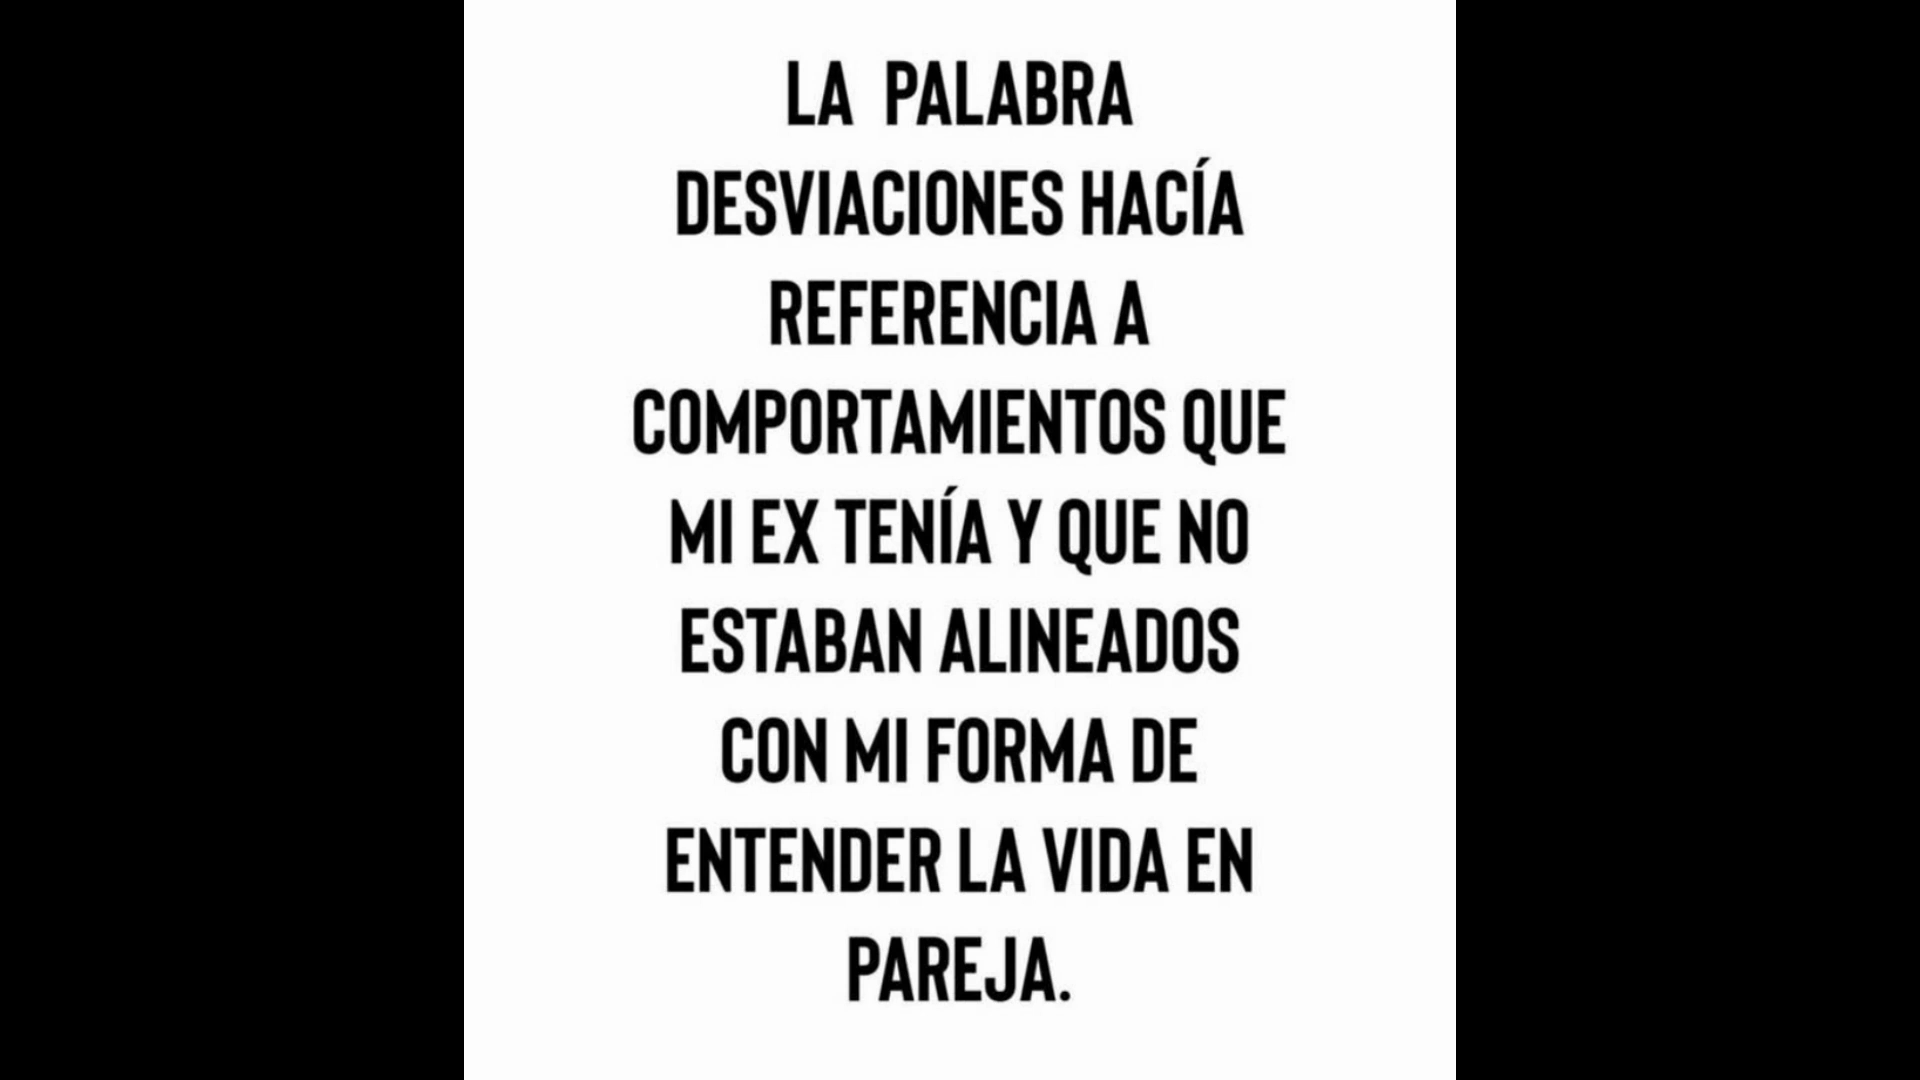 LA PALABRA
DESVIACIONES HACÍA
REFERENCIA A
COMPORTAMIENTOS QUE
MI EX TENÍA Y QUE NO
ESTABAN ALINEADOS
CON MI FORMA DE
ENTENDER LA VIDA EN
PAREJA.